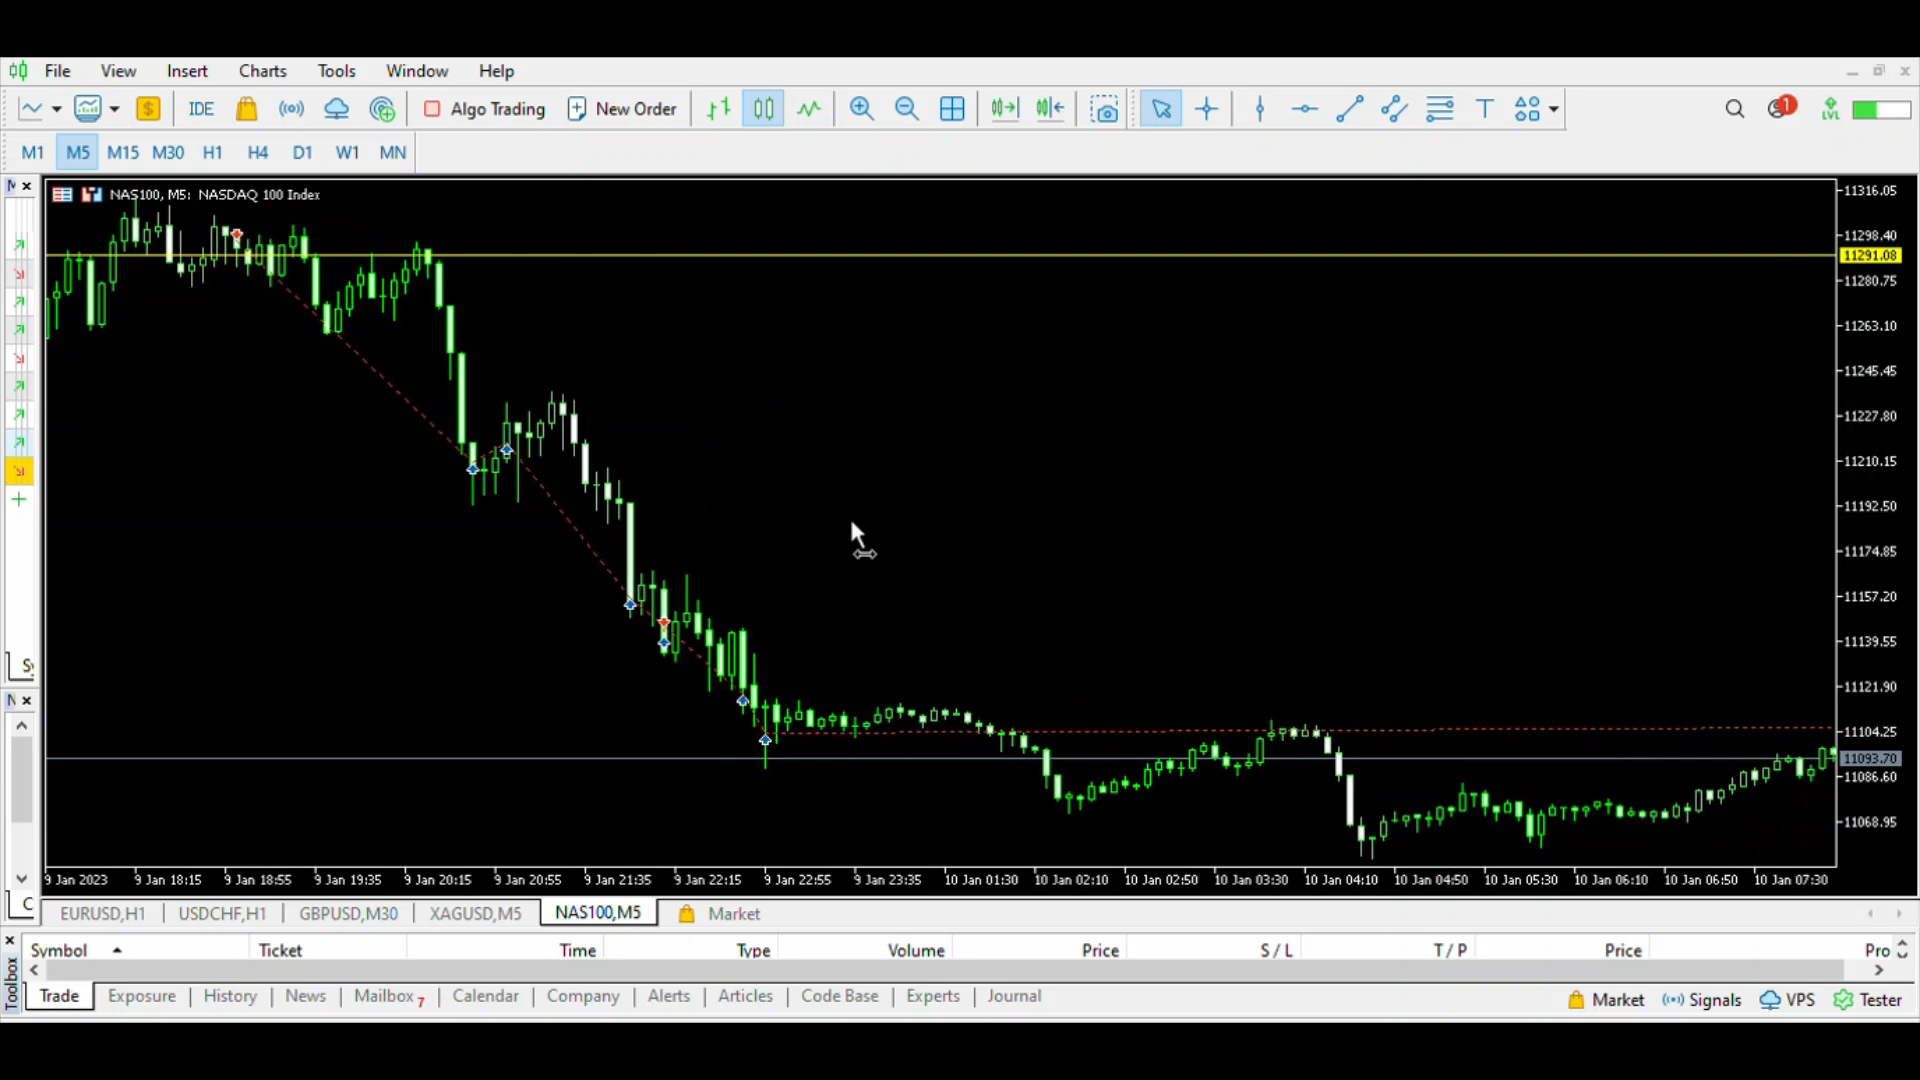 File View Insert Charts Tools Window Help
IDE Algo Trading New Order 1 LVL
M1 M5 M15 M30 H1 H4 D1 W1 MN
M
NAS100, M5: NASDAQ 100 Index
11316.05
11298.40
11291.08
11280.75
11263.10
11245.45
11227.80
11210.15
11192.50
11174.85
11157.20
11139.55
11121.90
11104.25
11093.70
11086.60
11068.95
N
9 Jan 2023 9 Jan 18:15 9 Jan 18:55 9 Jan 19:35 9 Jan 20:15 9 Jan 20:55 9 Jan 21:35 9 Jan 22:15 9 Jan 22:55 9 Jan 23:35 10 Jan 01:30 10 Jan 02:10 10 Jan 02:50 10 Jan 03:30 10 Jan 04:10 10 Jan 04:50 10 Jan 05:30 10 Jan 06:10 10 Jan 06:50 10 Jan 07:30
C
EURUSD,H1 USDCHF,H1 GBPUSD,M30 XAGUSD,M5 NAS100,M5 Market
Symbol Ticket Time Type Volume Price S / L T / P Price Pro
Toolbox
Trade Exposure History News Mailbox 7 Calendar Company Alerts Articles Code Base Experts Journal Market Signals VPS Tester